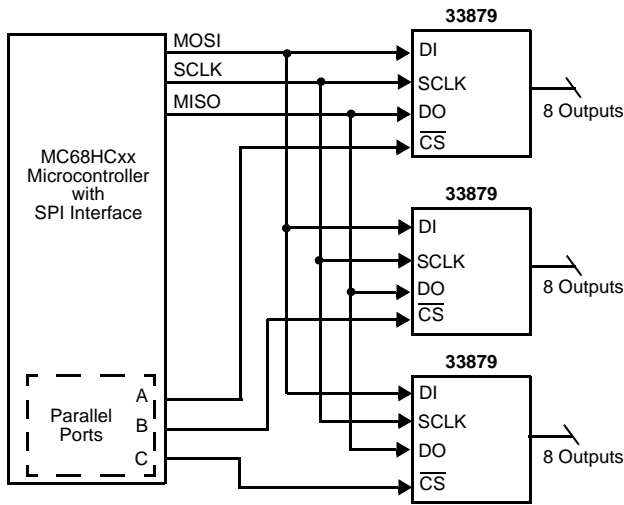 33879
MOSI
DI
SCLK
SCLK
MISO
DO
8 Outputs
CS
MC68HCxx
Microcontroller
with
SPI Interface
33879
DI
SCLK
DO
8 Outputs
CS
33879
Parallel
Ports
A
B
C
DI
SCLK
DO
8 Outputs
CS